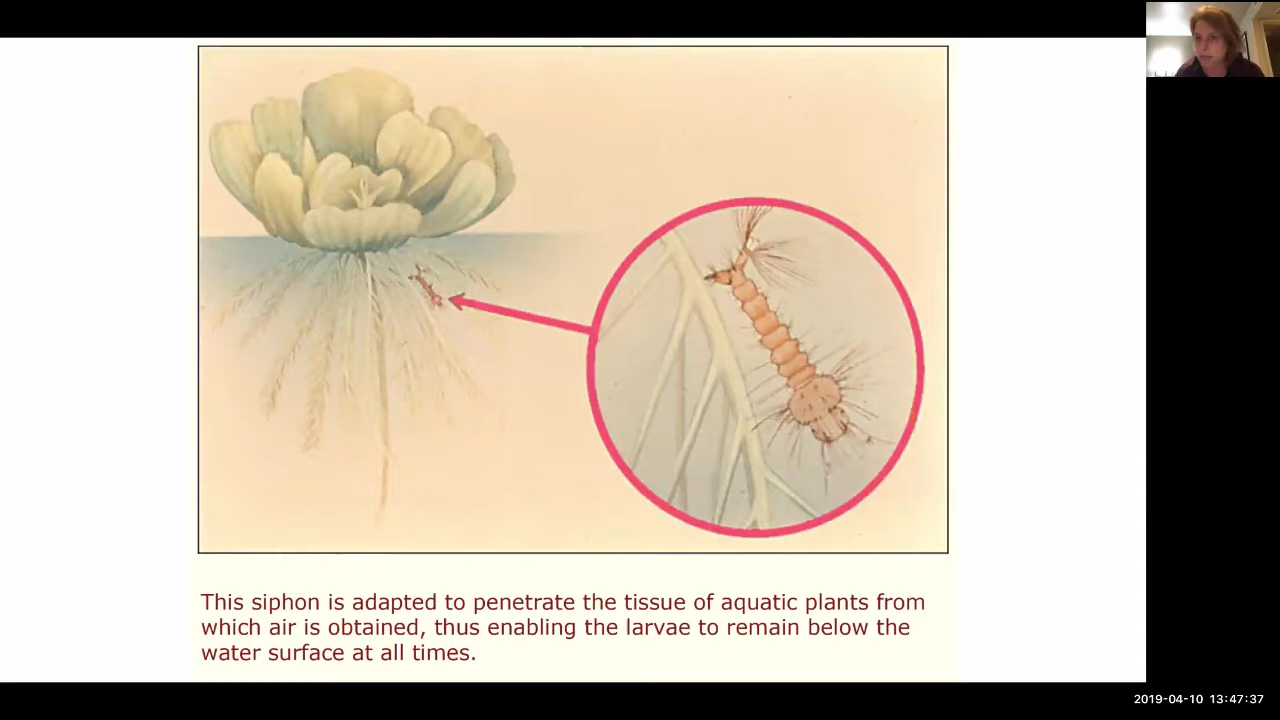 This siphon is adapted to penetrate the tissue of aquatic plants from
which air is obtained, thus enabling the larvae to remain below the
water surface at all times.
2019-04-10 13:47:37